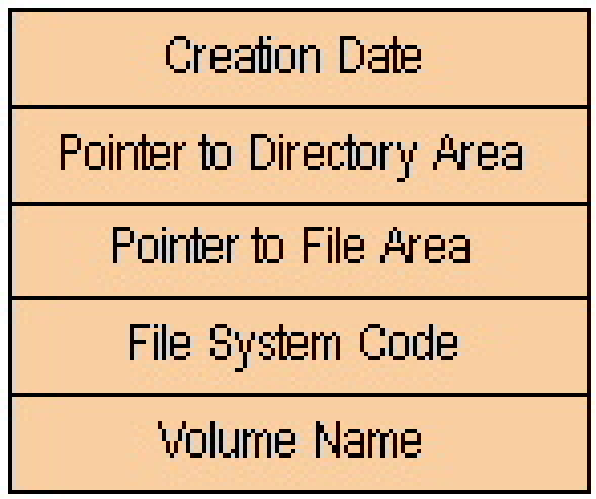 Creation Date
Pointer to Directory Area
Pointer to File Area
File System Code
Volume Name